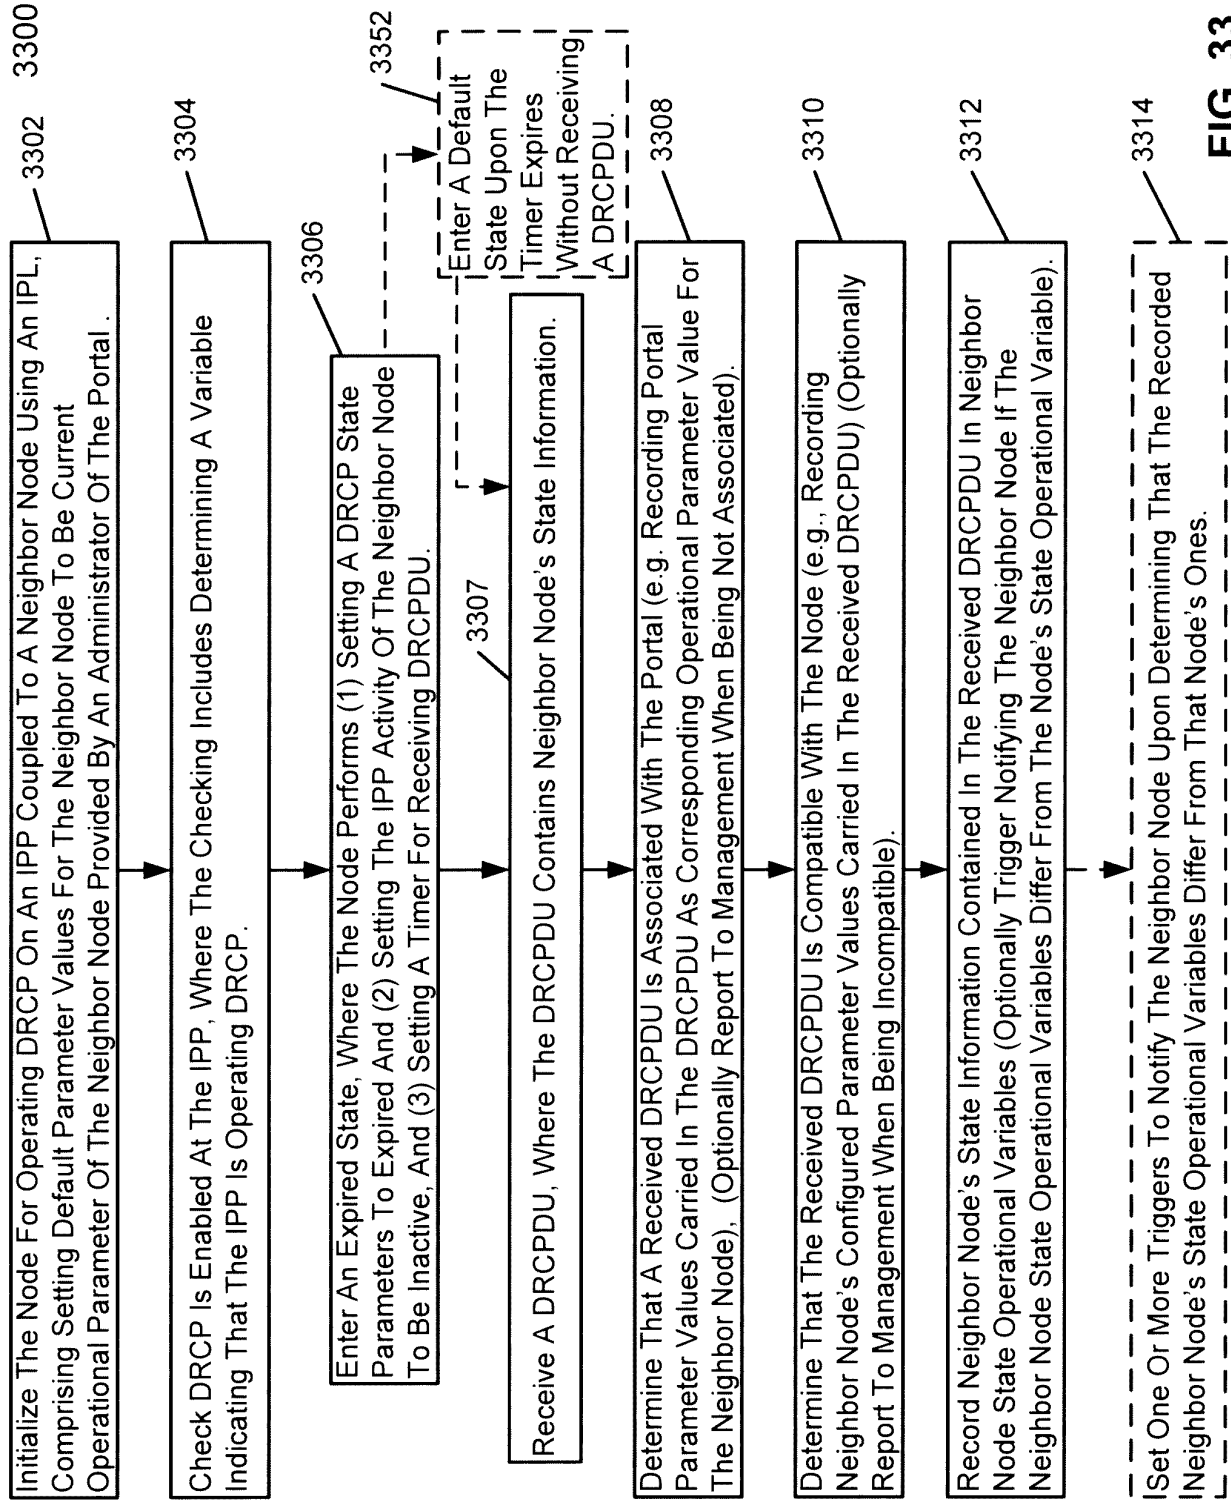 3300
3302
Initialize The Node For Operating DRCP On An IPP Coupled To A Neighbor Node Using An IPL,
Comprising Setting Default Parameter Values For The Neighbor Node To Be Current
Operational Parameter Of The Neighbor Node Provided By An Administrator Of The Portal .
3304
Check DRCP Is Enabled At The IPP, Where The Checking Includes Determining A Variable
Indicating That The IPP Is Operating DRCP.
3306
Enter An Expired State, Where The Node Performs (1) Setting A DRCP State
Parameters To Expired And (2) Setting The IPP Activity Of The Neighbor Node
To Be Inactive, And (3) Setting A Timer For Receiving DRCPDU.
3352
Enter A Default
State Upon The
Timer Expires
Without Receiving
A DRCPDU.
3307
Receive A DRCPDU, Where The DRCPDU Contains Neighbor Node's State Information.
3308
Determine That A Received DRCPDU Is Associated With The Portal (e.g. Recording Portal
Parameter Values Carried In The DRCPDU As Corresponding Operational Parameter Value For
The Neighbor Node), (Optionally Report To Management When Being Not Associated).
3310
Determine That The Received DRCPDU Is Compatible With The Node (e.g., Recording
Neighbor Node's Configured Parameter Values Carried In The Received DRCPDU) (Optionally
Report To Management When Being Incompatible).
3312
Record Neighbor Node's State Information Contained In The Received DRCPDU In Neighbor
Node State Operational Variables (Optionally Trigger Notifying The Neighbor Node If The
Neighbor Node State Operational Variables Differ From The Node's State Operational Variable).
3314
Set One Or More Triggers To Notify The Neighbor Node Upon Determining That The Recorded
Neighbor Node's State Operational Variables Differ From That Node's Ones.
FIG. 33